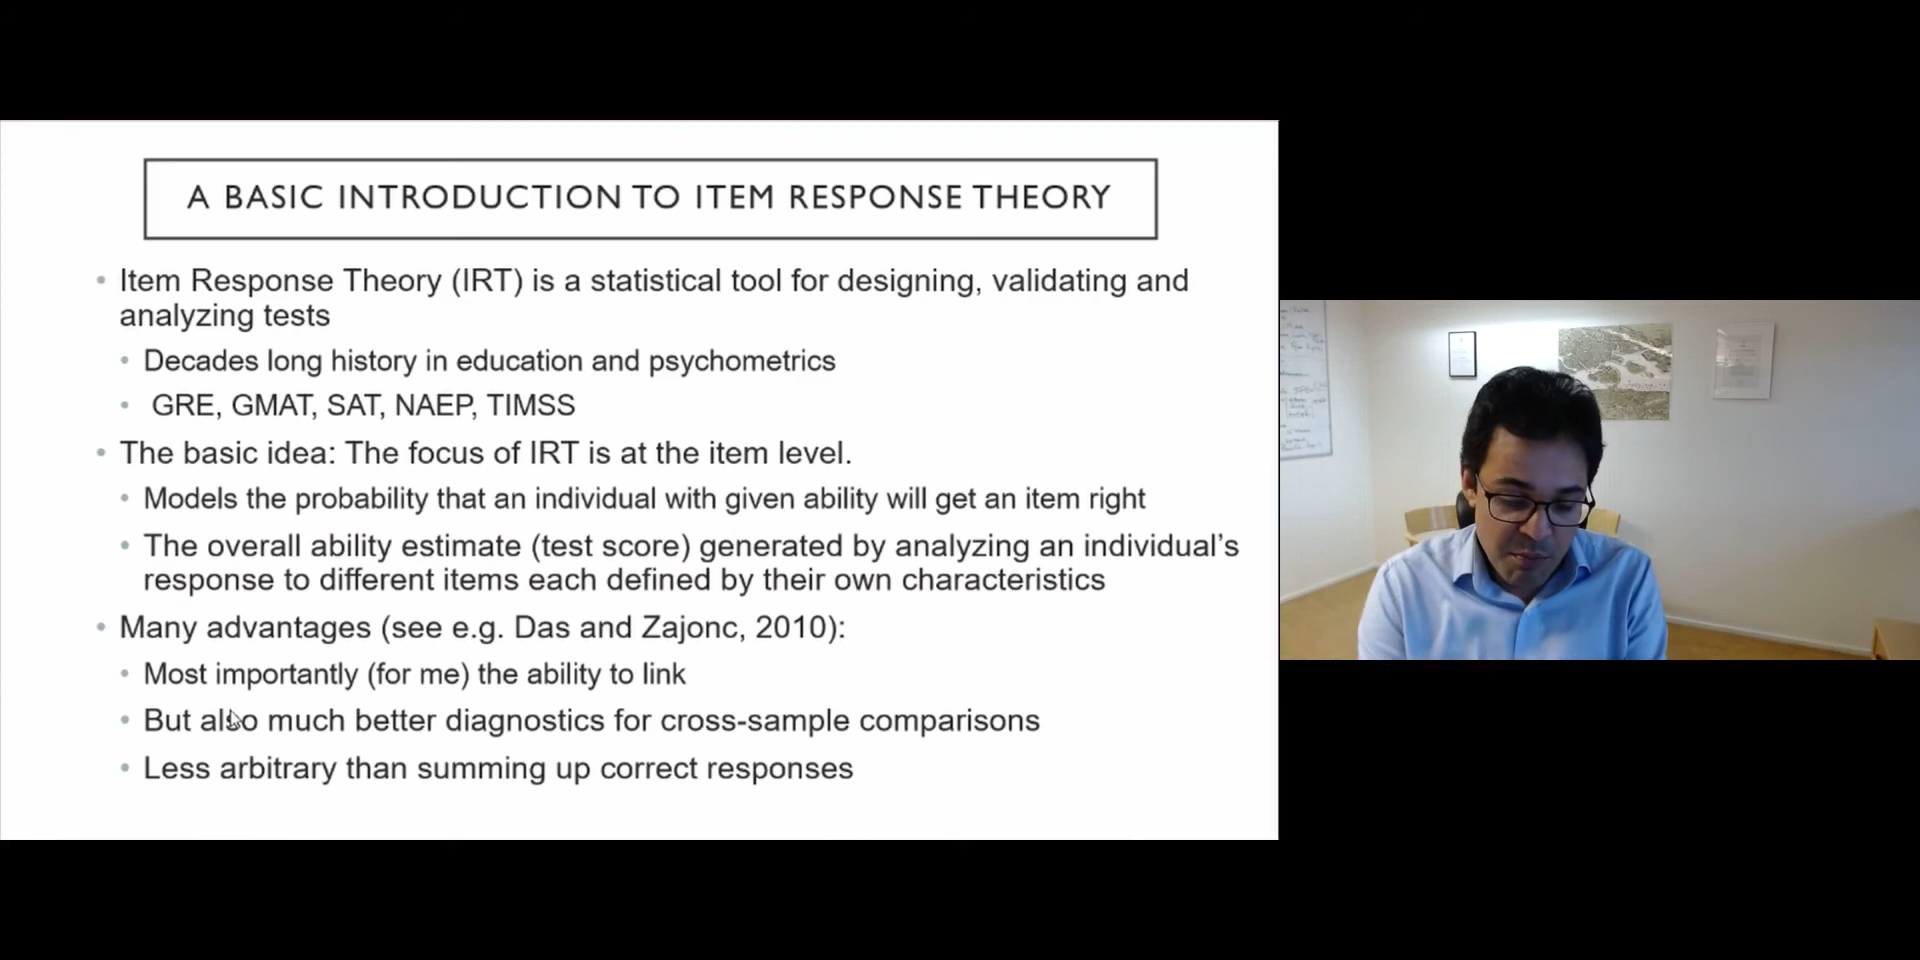 A BASIC INTRODUCTION TO ITEM RESPONSE THEORY
• Item Response Theory (IRT) is a statistical tool for designing, validating and
analyzing tests
• Decades long history in education and psychometrics
• GRE, GMAT, SAT, NAEP, TIMSS
• The basic idea: The focus of IRT is at the item level.
• Models the probability that an individual with given ability will get an item right
• The overall ability estimate (test score) generated by analyzing an individual’s
response to different items each defined by their own characteristics
• Many advantages (see e.g. Das and Zajonc, 2010):
• Most importantly (for me) the ability to link
• But also much better diagnostics for cross-sample comparisons
• Less arbitrary than summing up correct responses